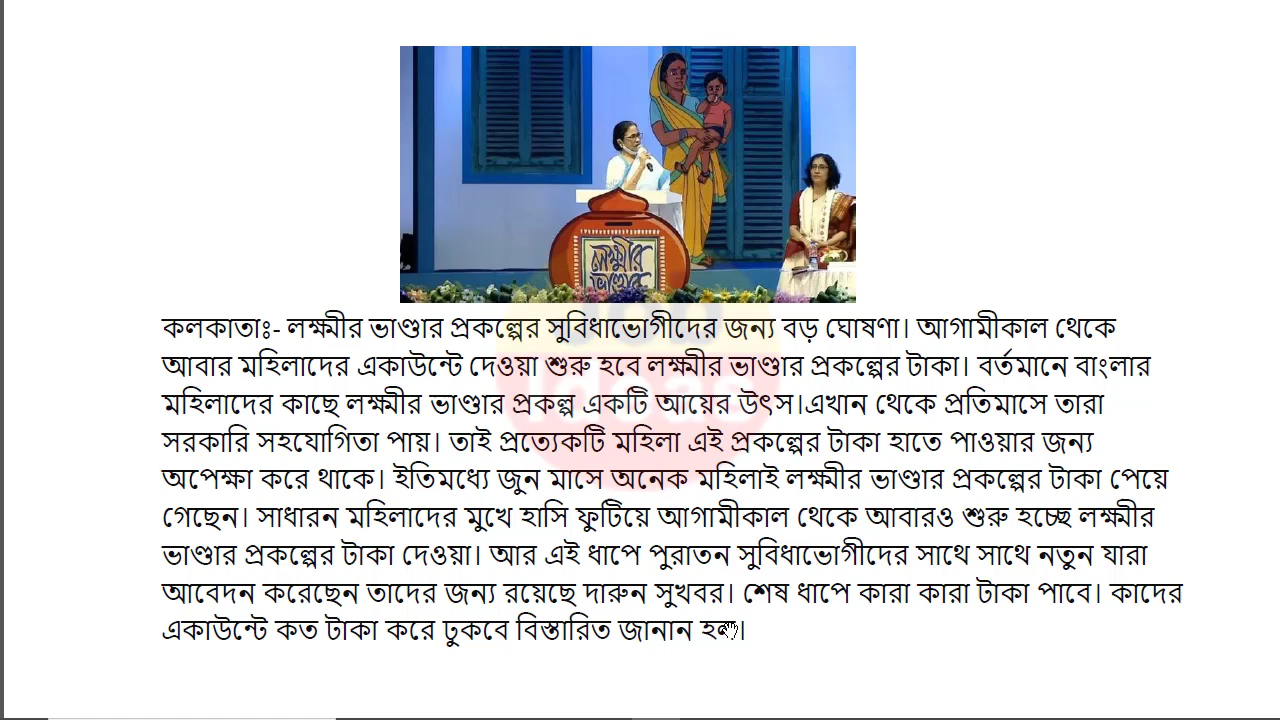 লক্ষ্মীর
ভাণ্ডার
কলকাতাঃ- লক্ষ্মীর ভাণ্ডার প্রকল্পের সুবিধাভোগীদের জন্য বড় ঘোষণা। আগামীকাল থেকে
আবার মহিলাদের একাউন্টে দেওয়া শুরু হবে লক্ষ্মীর ভাণ্ডার প্রকল্পের টাকা। বর্তমানে বাংলার
মহিলাদের কাছে লক্ষ্মীর ভাণ্ডার প্রকল্প একটি আয়ের উৎস।এখান থেকে প্রতিমাসে তারা
সরকারি সহযোগিতা পায়। তাই প্রত্যেকটি মহিলা এই প্রকল্পের টাকা হাতে পাওয়ার জন্য
অপেক্ষা করে থাকে। ইতিমধ্যে জুন মাসে অনেক মহিলাই লক্ষ্মীর ভাণ্ডার প্রকল্পের টাকা পেয়ে
গেছেন। সাধারন মহিলাদের মুখে হাসি ফুটিয়ে আগামীকাল থেকে আবারও শুরু হচ্ছে লক্ষ্মীর
ভাণ্ডার প্রকল্পের টাকা দেওয়া। আর এই ধাপে পুরাতন সুবিধাভোগীদের সাথে সাথে নতুন যারা
আবেদন করেছেন তাদের জন্য রয়েছে দারুন সুখবর। শেষ ধাপে কারা কারা টাকা পাবে। কাদের
একাউন্টে কত টাকা করে ঢুকবে বিস্তারিত জানান হল।